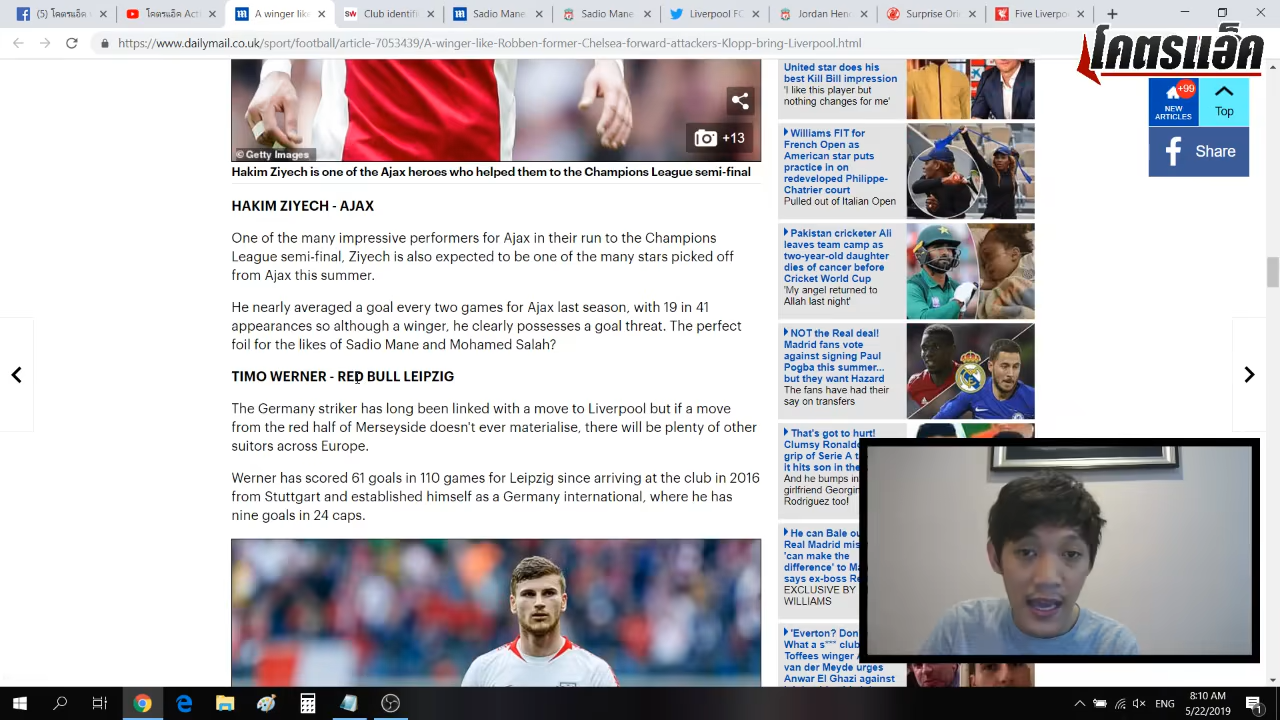 (5) โคตรแอ็ค
โคตรแอ็ค
Identifyin
Sadio M
Sadio Mane
Liverpool F
Jordan
Surprise Ori
Five Liverpo
https://www.dailymail.co.uk/sport/football/article-7053439/A-winger-like-Robben-former-Chelsea-forward-attackers-Klopp-bring-Liverpool.html
โคตรแอ็ค
+99
NEW
ARTICLES
Top
Share
+13
© Getty Images
Hakim Ziyech is one of the Ajax heroes who helped them to the Champions League semi-final
HAKIM ZIYECH - AJAX
One of the many impressive performers for Ajax in their run to the Champions
League semi-final, Ziyech is also expected to be one of the many stars picked off
from Ajax this summer.
He nearly averaged a goal every two games for Ajax last season, with 19 in 41
appearances so although a winger, he clearly possesses a goal threat. The perfect
foil for the likes of Sadio Mane and Mohamed Salah?
TIMO WERNER - RED BULL LEIPZIG
The Germany striker has long been linked with a move to Liverpool but if a move
from the red half of Merseyside doesn't ever materialise, there will be plenty of other
suitors across Europe.
Werner has scored 61 goals in 110 games for Leipzig since arriving at the club in 2016
from Stuttgart and established himself as a Germany international, where he has
nine goals in 24 caps.
United star does his
best Kill Bill impression
'I like this player but
nothing changes for me'
Williams FIT for
French Open as
American star puts
practice in on
redeveloped Philippe-
Chatrier court
Pulled out of Italian Open
Pakistan cricketer Ali
leaves team camp as
two-year-old daughter
dies of cancer before
Cricket World Cup
'My angel returned to
Allah last night'
NOT the Real deal!
Madrid fans vote
against signing Paul
Pogba this summer...
but they want Hazard
The fans have had their
say on transfers
That's got to hurt!
Clumsy Ronaldo
grip of Serie A t
it hits son in the
And he bumps in
girlfriend Georgin
Rodriguez too!
He can Bale ou
Real Madrid mis
'can make the
difference' to Ma
says ex-boss Re
EXCLUSIVE BY
WILLIAMS
'Everton? Don
What a s*** club
Toffees winger A
van der Meyde urges
Anwar El Ghazi against
ENG
8:10 AM
5/22/2019
1